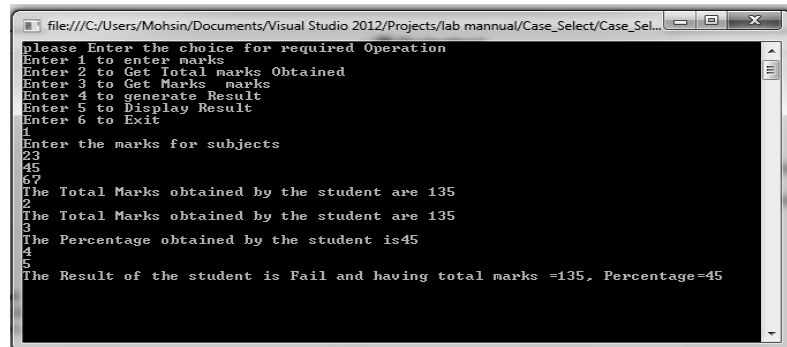 file:///C:/Users/Mohsin/Documents/Visual Studio 2012/Projects/lab mannual/Case_Select/Case_Sel...
please Enter the choice for required Operation
Enter 1 to enter marks
Enter 2 to Get Total marks Obtained
Enter 3 to Get Marks  marks
Enter 4 to generate Result
Enter 5 to Display Result
Enter 6 to Exit
1
Enter the marks for subjects
23
45
67
The Total Marks obtained by the student are 135
2
The Total Marks obtained by the student are 135
3
The Percentage obtained by the student is45
4
5
The Result of the student is Fail and having total marks =135, Percentage=45